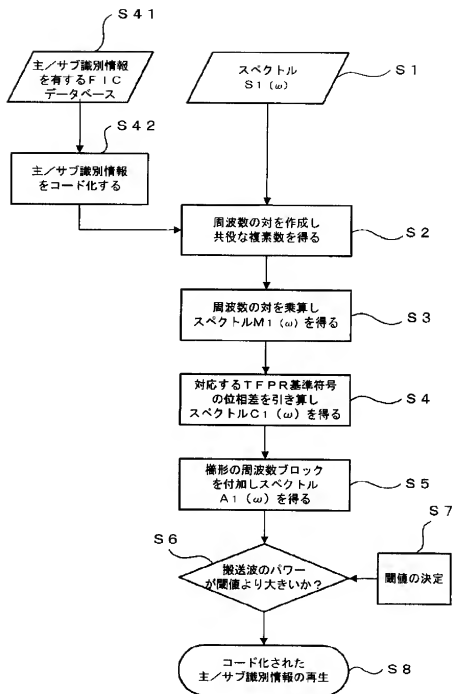 S41
主/サブ識別情報
を有するFIC
データベース
スペクトル
S1(ω)
S1
S42
主/サブ識別情報
をコード化する
周波数の対を作成し
共役な複素数を得る
S2
周波数の対を乗算し
スペクトルM1(ω)を得る
S3
対応するTFPR基準符号
の位相差を引き算し
スペクトルC1(ω)を得る
S4
櫛形の周波数ブロック
を付加しスペクトル
A1(ω)を得る
S5
S6
搬送波のパワー
が閾値より大きいか?
S7
閾値の決定
コード化された
主/サブ識別情報の再生
S8